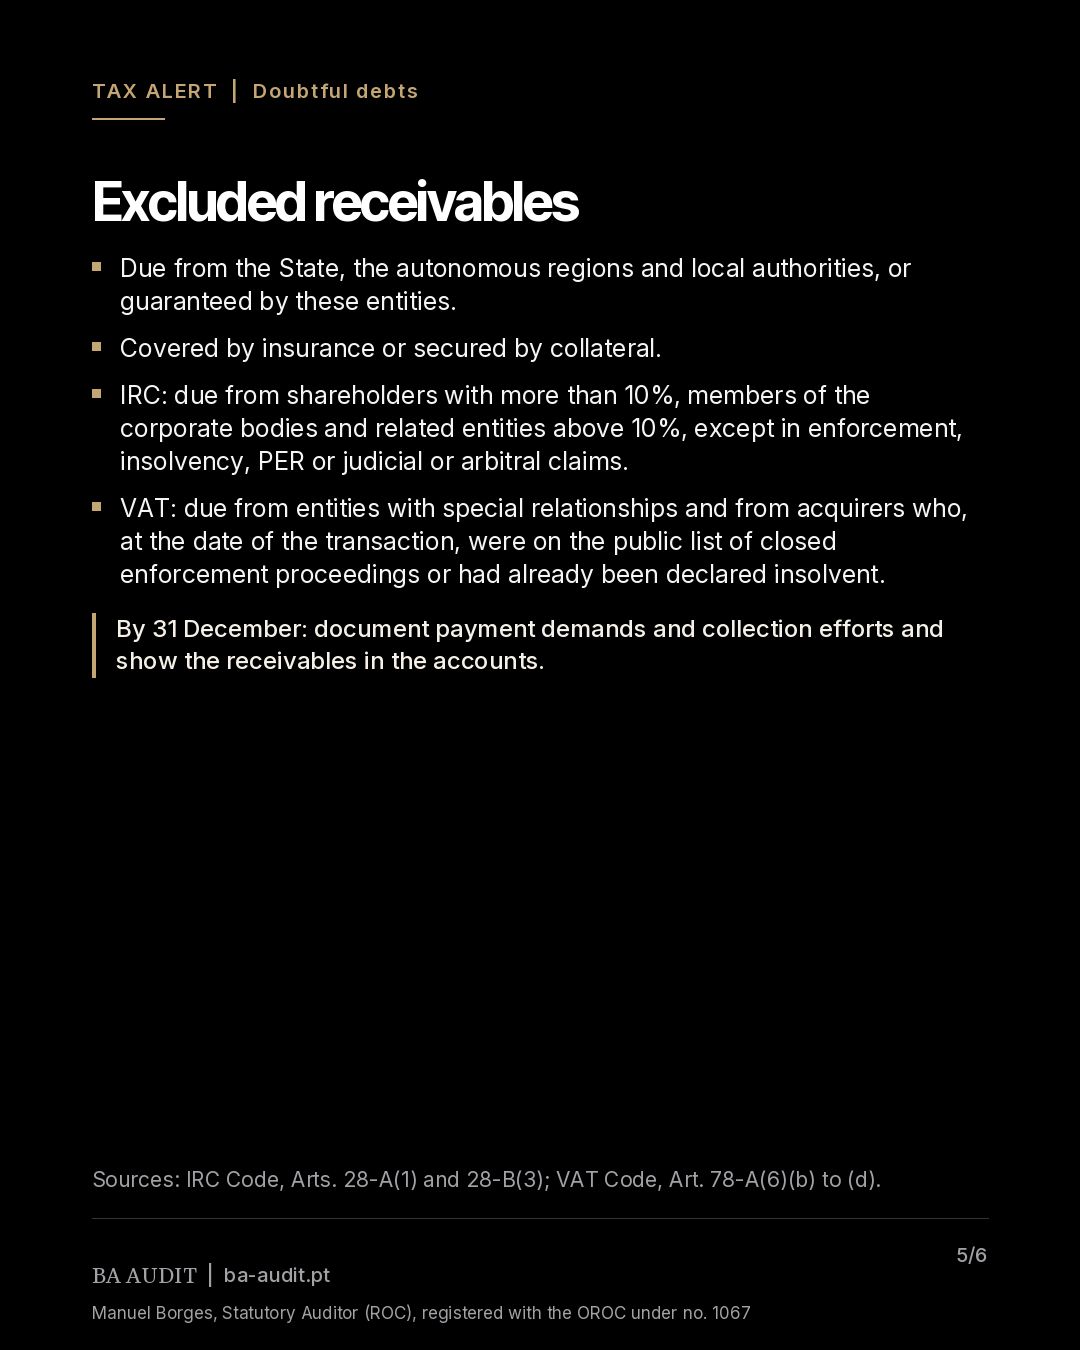 TAX ALERT | Doubtful debts
Excluded receivables
▪ Due from the State, the autonomous regions and local authorities, or
guaranteed by these entities.
▪ Covered by insurance or secured by collateral.
▪ IRC: due from shareholders with more than 10%, members of the
corporate bodies and related entities above 10%, except in enforcement,
insolvency, PER or judicial or arbitral claims.
▪ VAT: due from entities with special relationships and from acquirers who,
at the date of the transaction, were on the public list of closed
enforcement proceedings or had already been declared insolvent.
By 31 December: document payment demands and collection efforts and
show the receivables in the accounts.
Sources: IRC Code, Arts. 28-A(1) and 28-B(3); VAT Code, Art. 78-A(6)(b) to (d).
5/6
BA AUDIT | ba-audit.pt
Manuel Borges, Statutory Auditor (ROC), registered with the OROC under no. 1067